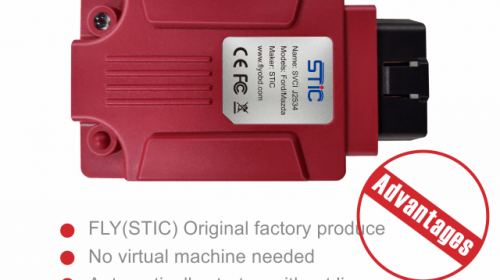 STIC
Name: SVCI J2534
Models: Ford/Mazda
Maker: STIC
www.flyobd.com
CE FC
Advantages
FLY(STIC) Original factory produce
No virtual machine needed